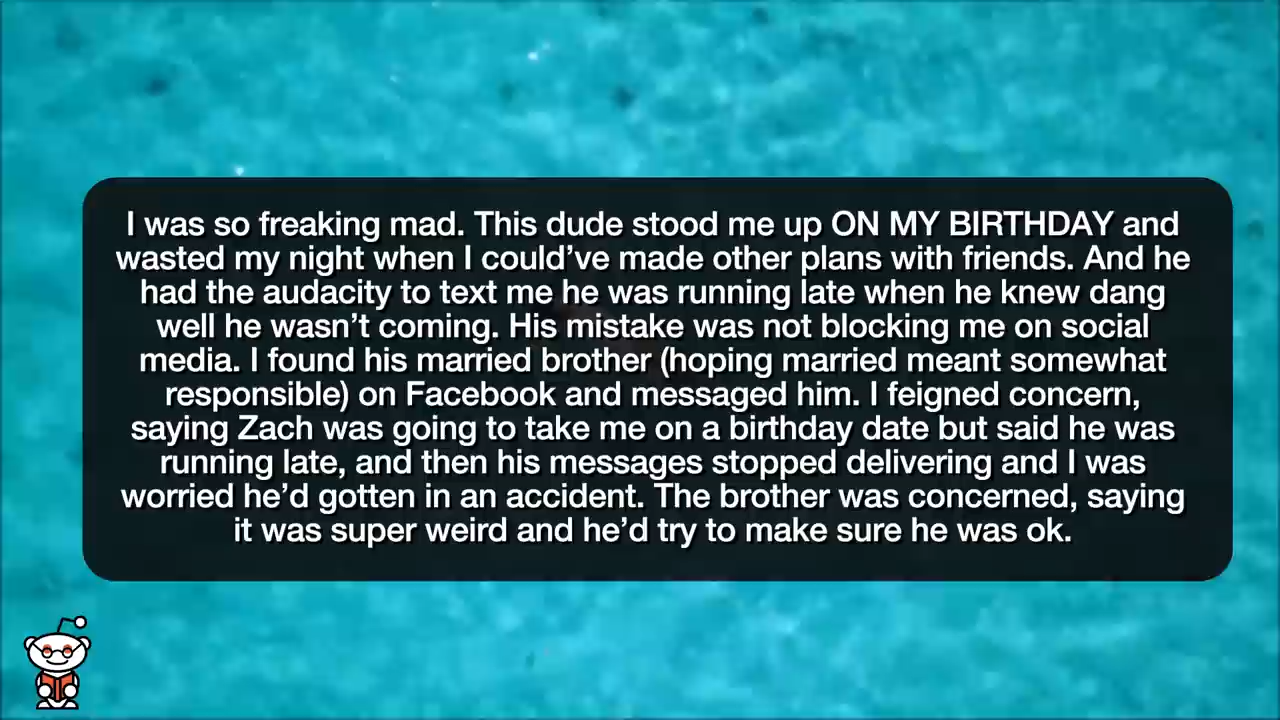 I was so freaking mad. This dude stood me up ON MY BIRTHDAY and
wasted my night when I could’ve made other plans with friends. And he
had the audacity to text me he was running late when he knew dang
well he wasn’t coming. His mistake was not blocking me on social
media. I found his married brother (hoping married meant somewhat
responsible) on Facebook and messaged him. I feigned concern,
saying Zach was going to take me on a birthday date but said he was
running late, and then his messages stopped delivering and I was
worried he’d gotten in an accident. The brother was concerned, saying
it was super weird and he’d try to make sure he was ok.